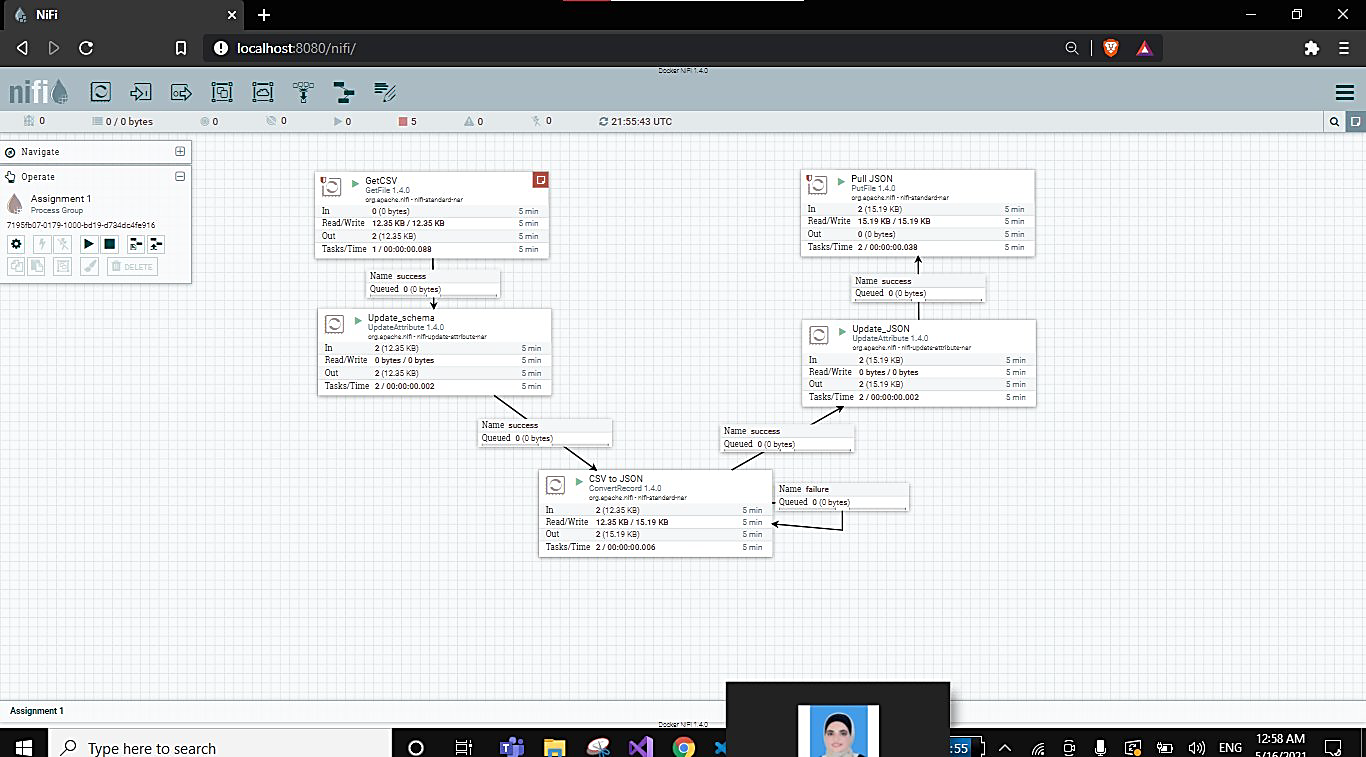 NiFi
localhost:8080/nifi/
Docker NiFi 1.4.0
nifi
0
0 / 0 bytes
0
0
0
5
0
0
21:55:43 UTC
Navigate
Operate
Assignment 1
Process Group
7195fb07-0179-1000-bd19-d734dc4fe916
DELETE
GetCSV
GetFile 1.4.0
org.apache.nifi - nifi-standard-nar
In 0 (0 bytes) 5 min
Read/Write 12.35 KB / 12.35 KB 5 min
Out 2 (12.35 KB) 5 min
Tasks/Time 1 / 00:00:00.088 5 min
Name success
Queued 0 (0 bytes)
Update_schema
UpdateAttribute 1.4.0
org.apache.nifi - nifi-update-attribute-nar
In 2 (12.35 KB) 5 min
Read/Write 0 bytes / 0 bytes 5 min
Out 2 (12.35 KB) 5 min
Tasks/Time 2 / 00:00:00.002 5 min
Name success
Queued 0 (0 bytes)
CSV to JSON
ConvertRecord 1.4.0
org.apache.nifi - nifi-standard-nar
In 2 (12.35 KB) 5 min
Read/Write 12.35 KB / 15.19 KB 5 min
Out 2 (15.19 KB) 5 min
Tasks/Time 2 / 00:00:00.006 5 min
Name failure
Queued 0 (0 bytes)
Name success
Queued 0 (0 bytes)
Update_JSON
UpdateAttribute 1.4.0
org.apache.nifi - nifi-update-attribute-nar
In 2 (15.19 KB) 5 min
Read/Write 0 bytes / 0 bytes 5 min
Out 2 (15.19 KB) 5 min
Tasks/Time 2 / 00:00:00.002 5 min
Name success
Queued 0 (0 bytes)
Pull JSON
PutFile 1.4.0
org.apache.nifi - nifi-standard-nar
In 2 (15.19 KB) 5 min
Read/Write 15.19 KB / 15.19 KB 5 min
Out 0 (0 bytes) 5 min
Tasks/Time 2 / 00:00:00.038 5 min
Assignment 1
Docker NiFi 1.4.0
Type here to search
:55
ENG
12:58 AM
5/16/2021